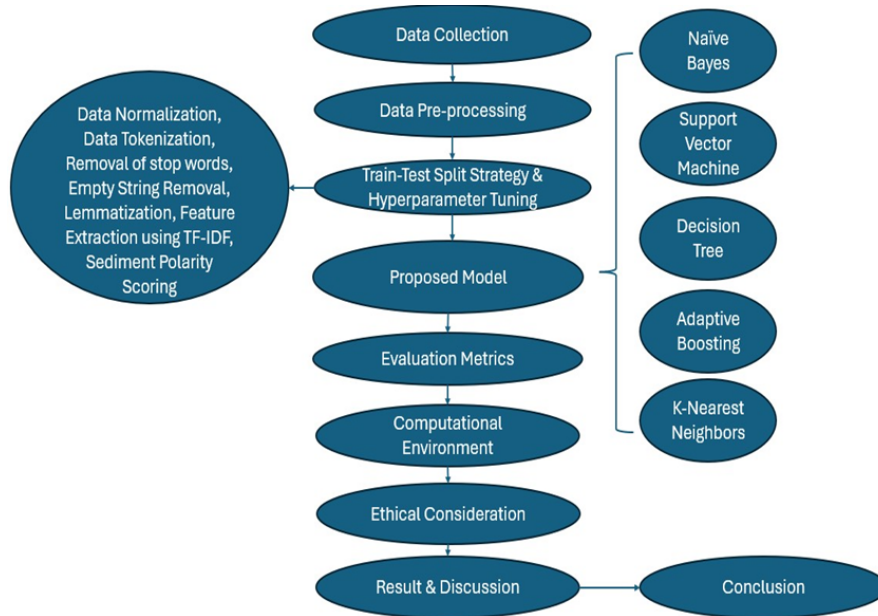 Data Collection
Data Pre-processing
Train-Test Split Strategy &
Hyperparameter Tuning
Proposed Model
Evaluation Metrics
Computational
Environment
Ethical Consideration
Result & Discussion
Conclusion
Data Normalization,
Data Tokenization,
Removal of stop words,
Empty String Removal,
Lemmatization, Feature
Extraction using TF-IDF,
Sediment Polarity
Scoring
Naïve
Bayes
Support
Vector
Machine
Decision
Tree
Adaptive
Boosting
K-Nearest
Neighbors